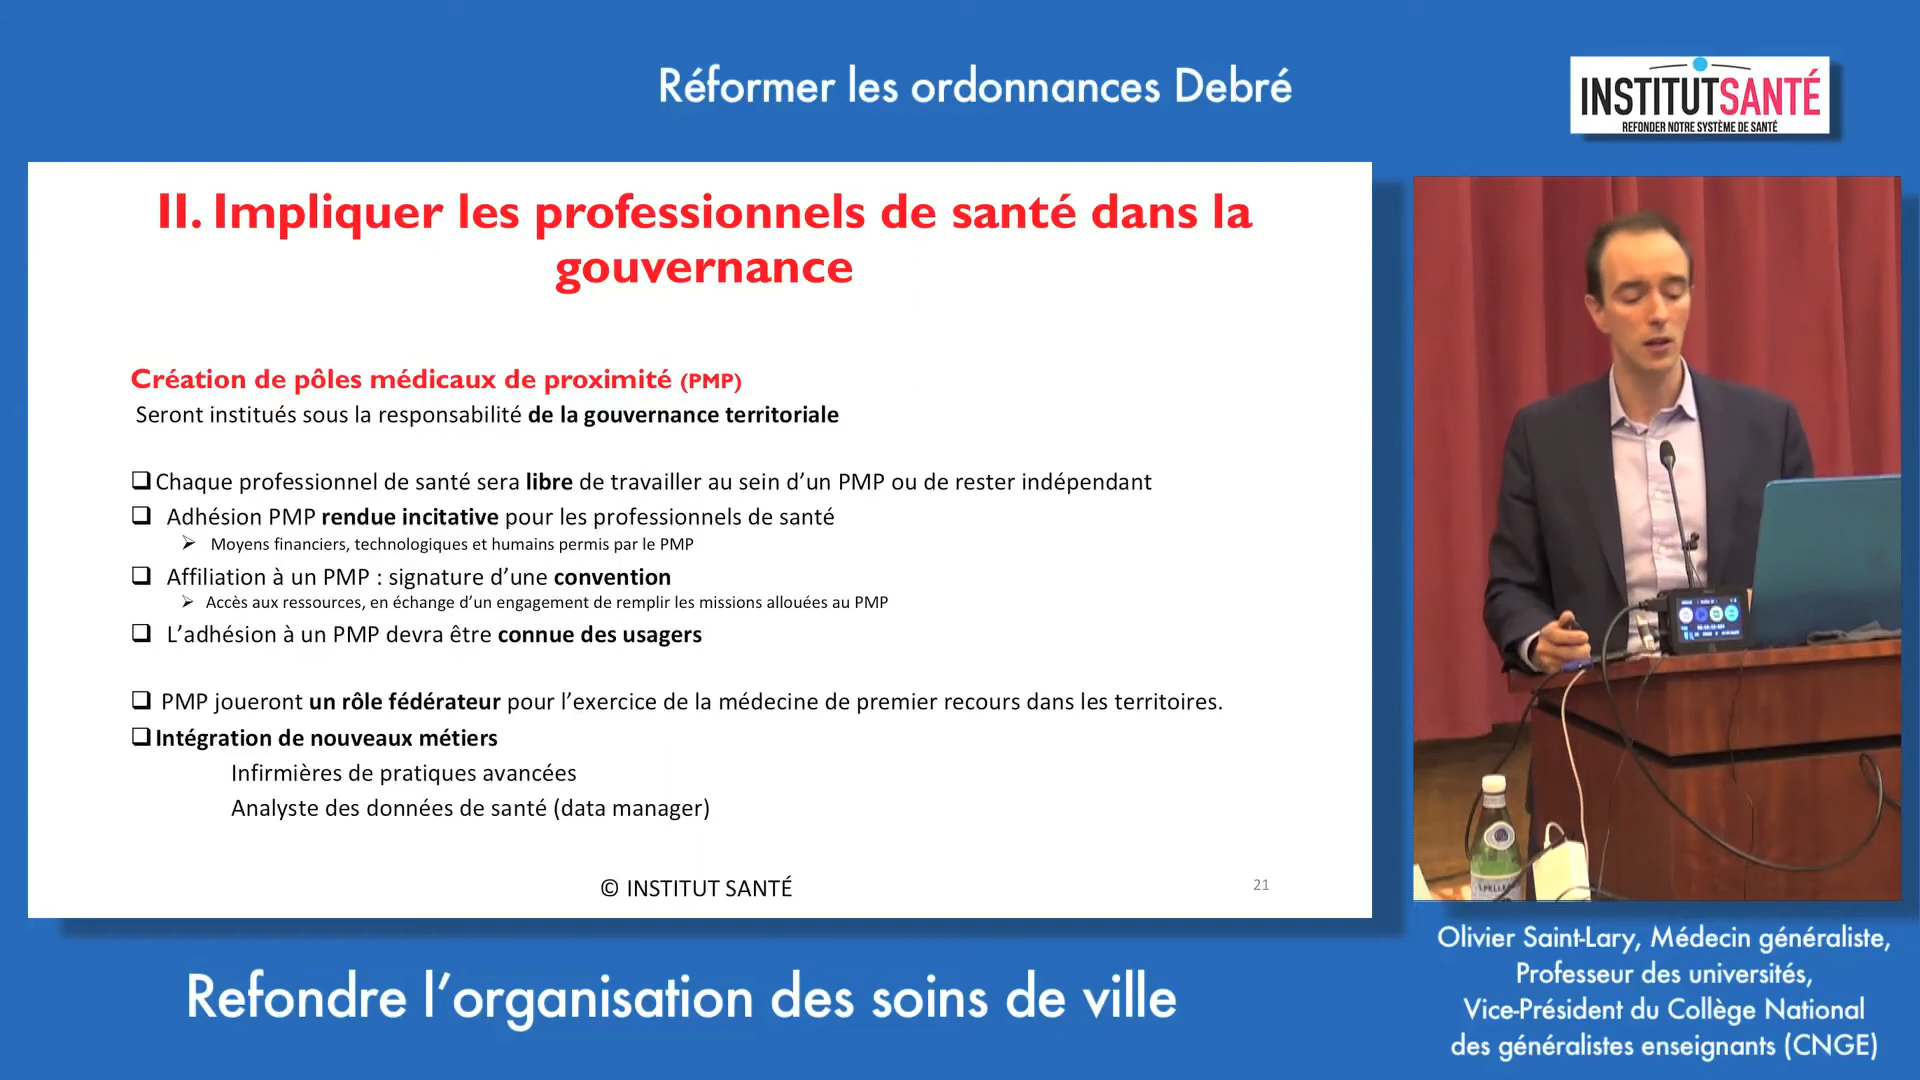 Réformer les ordonnances Debré
INSTITUTSANTÉ
REFONDER NOTRE SYSTÈME DE SANTÉ
II. Impliquer les professionnels de santé dans la
gouvernance
Création de pôles médicaux de proximité (PMP)
Seront institués sous la responsabilité de la gouvernance territoriale
❑ Chaque professionnel de santé sera libre de travailler au sein d’un PMP ou de rester indépendant
❑ Adhésion PMP rendue incitative pour les professionnels de santé
➢ Moyens financiers, technologiques et humains permis par le PMP
❑ Affiliation à un PMP : signature d’une convention
➢ Accès aux ressources, en échange d’un engagement de remplir les missions allouées au PMP
❑ L’adhésion à un PMP devra être connue des usagers
❑ PMP joueront un rôle fédérateur pour l’exercice de la médecine de premier recours dans les territoires.
❑ Intégration de nouveaux métiers
Infirmières de pratiques avancées
Analyste des données de santé (data manager)
© INSTITUT SANTÉ
21
Refondre l’organisation des soins de ville
Olivier Saint-Lary, Médecin généraliste,
Professeur des universités,
Vice-Président du Collège National
des généralistes enseignants (CNGE)